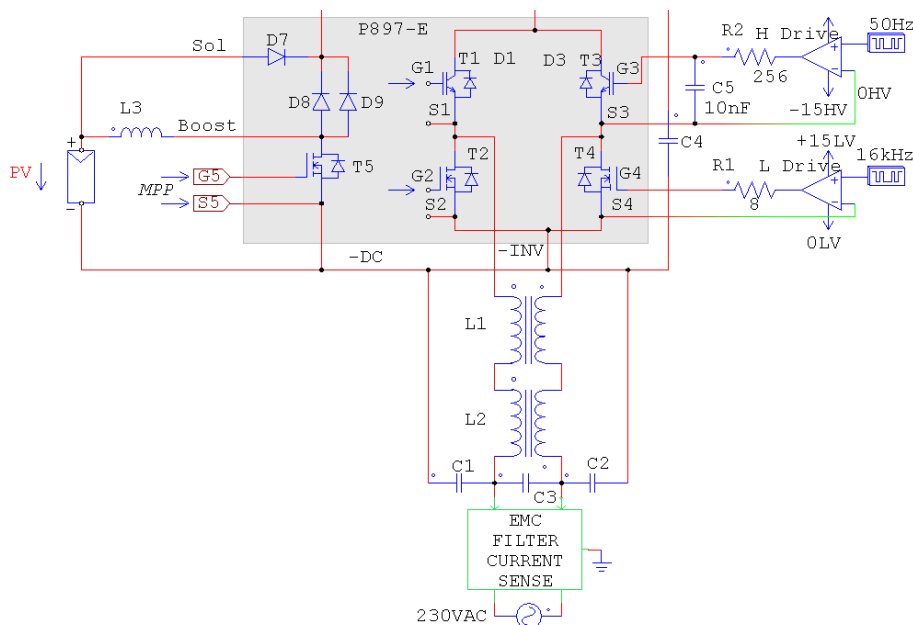 P897-E
50Hz
R2
H Drive
Sol
D7
T1
D1
D3
T3
G1
G3
256
C5
10nF
0HV
-15HV
D8
D9
S1
S3
L3
Boost
C4
+15LV
16kHz
T2
T4
R1
L Drive
PV
+
-
MPP
G5
T5
G2
G4
8
S5
S2
S4
0LV
-DC
-INV
L1
L2
C1
C2
C3
EMC
FILTER
CURRENT
SENSE
230VAC